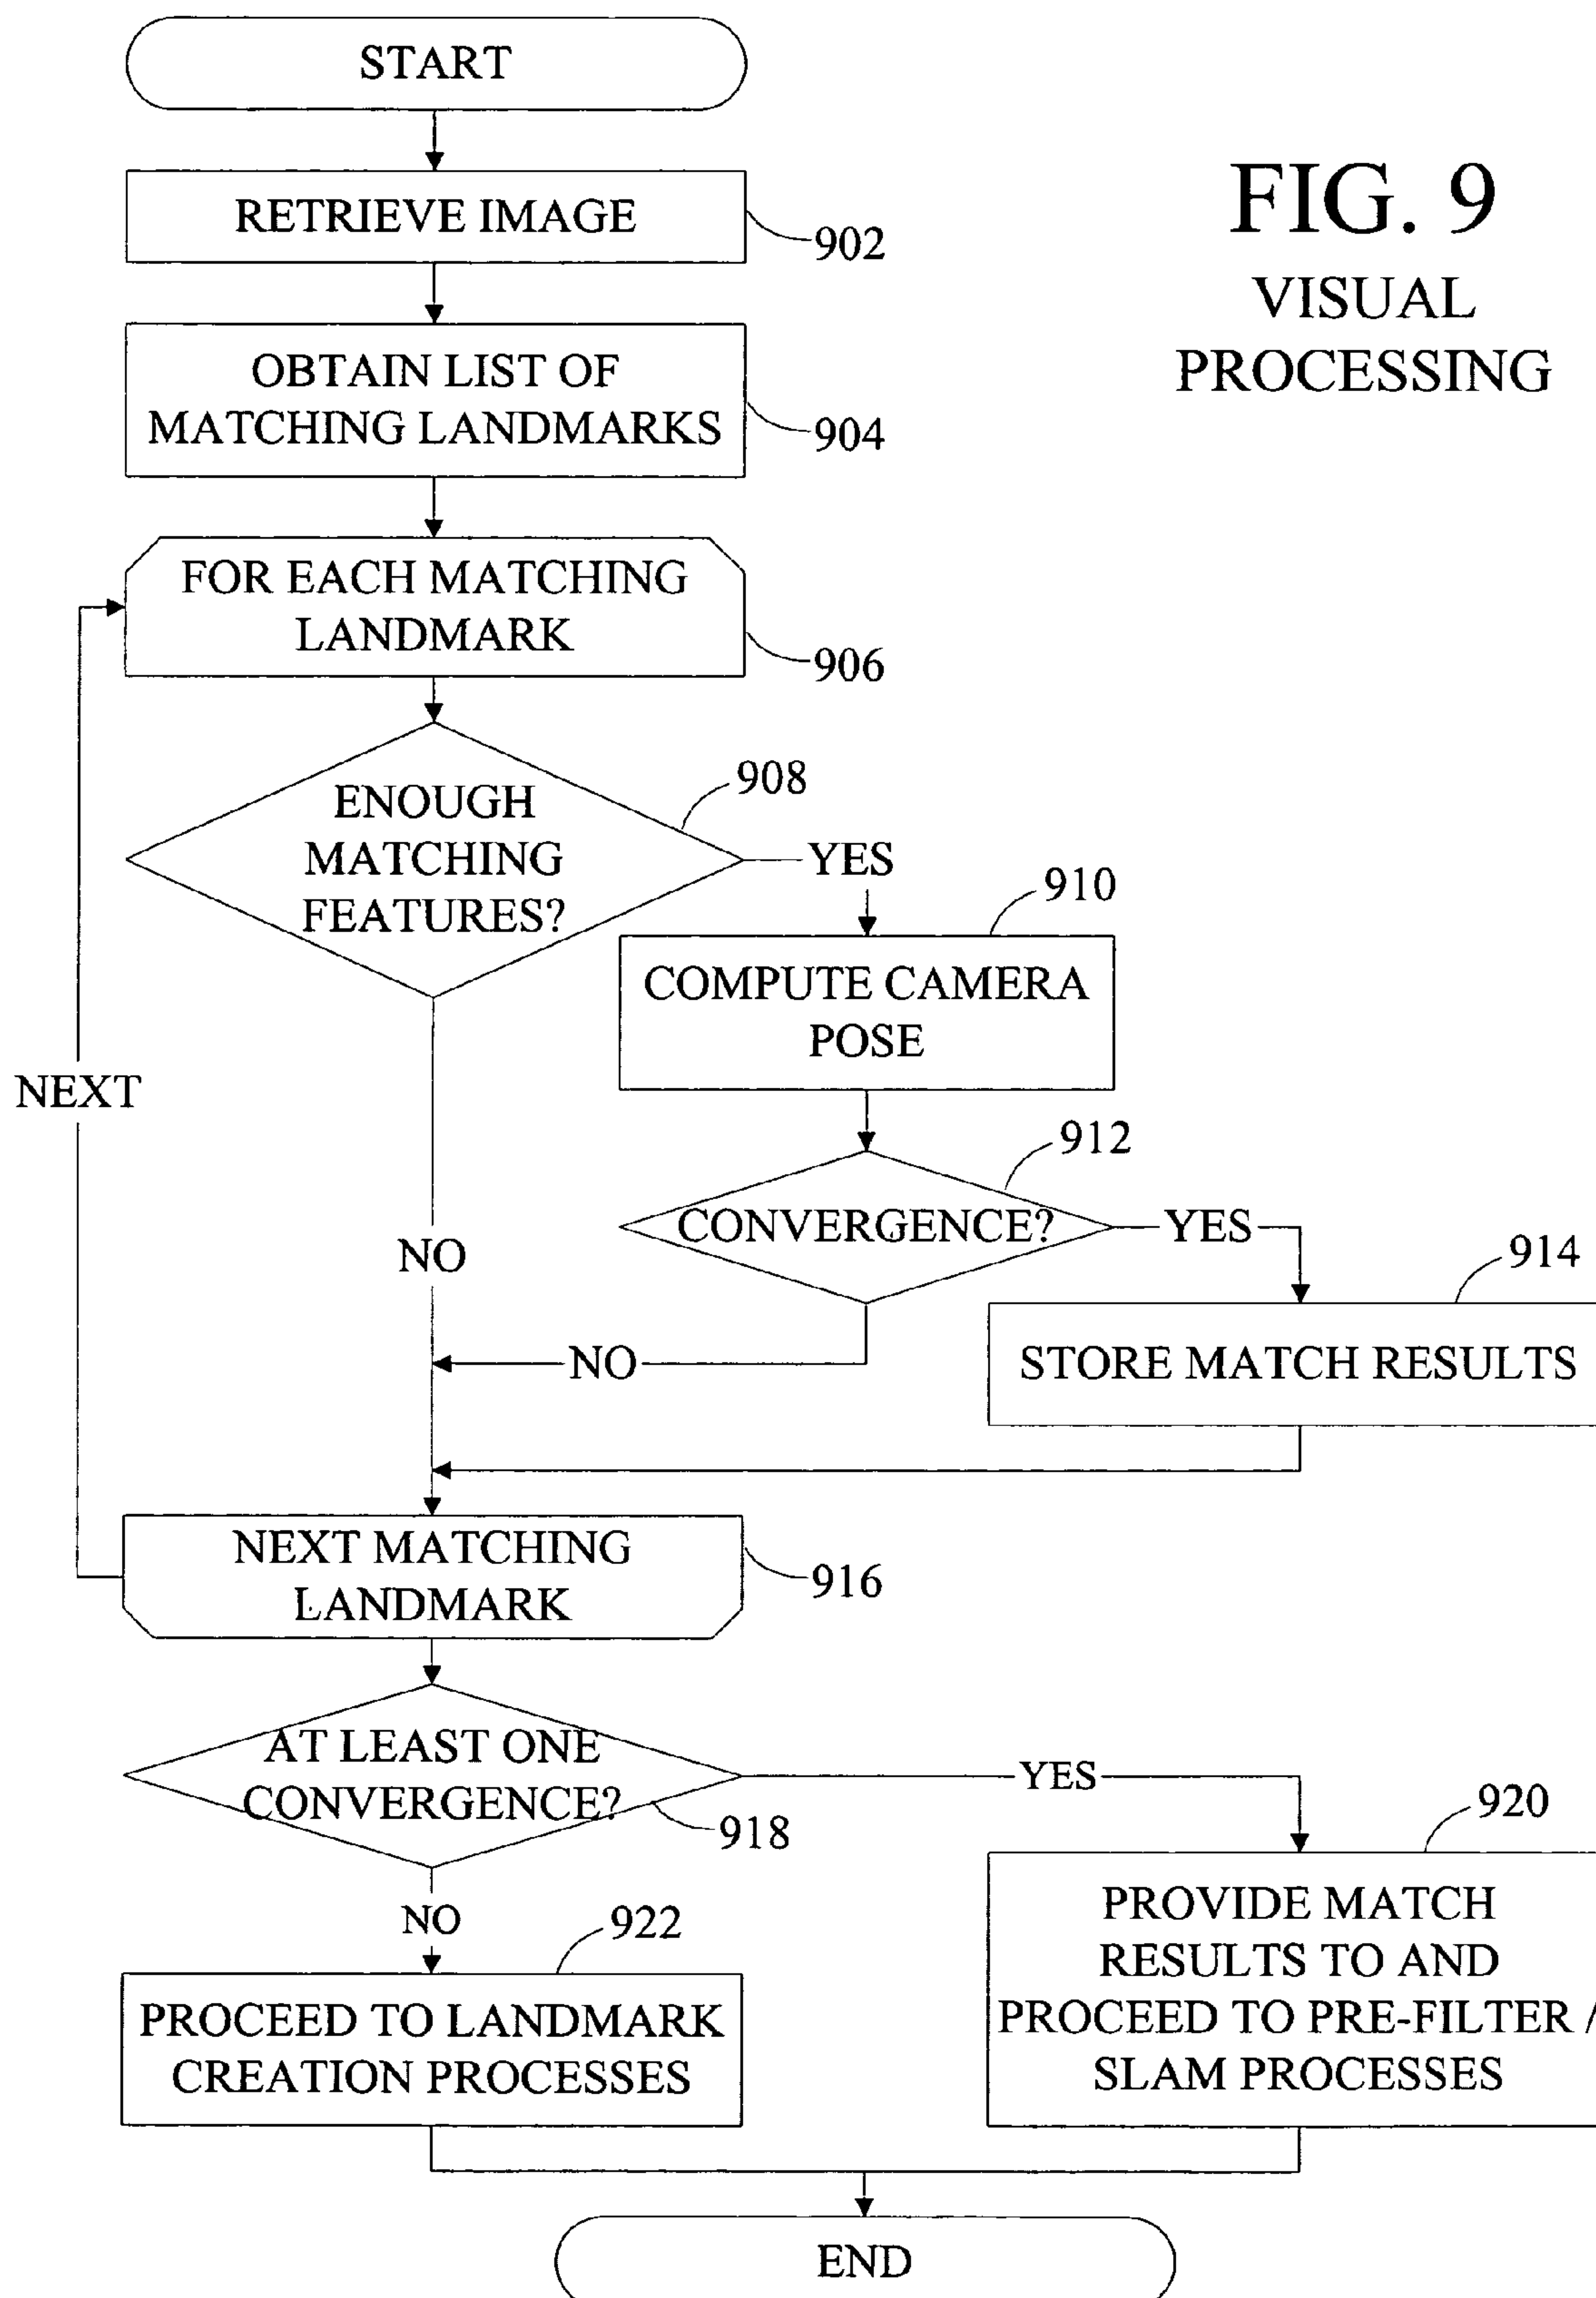 START
FIG. 9
VISUAL
PROCESSING
RETRIEVE IMAGE
902
OBTAIN LIST OF
MATCHING LANDMARKS
904
FOR EACH MATCHING
LANDMARK
906
ENOUGH
MATCHING
FEATURES?
908
YES
910
COMPUTE CAMERA
POSE
NEXT
912
CONVERGENCE?
YES
NO
914
STORE MATCH RESULTS
NO
NEXT MATCHING
LANDMARK
916
AT LEAST ONE
CONVERGENCE?
918
YES
920
PROVIDE MATCH
RESULTS TO AND
PROCEED TO PRE-FILTER /
SLAM PROCESSES
NO
922
PROCEED TO LANDMARK
CREATION PROCESSES
END